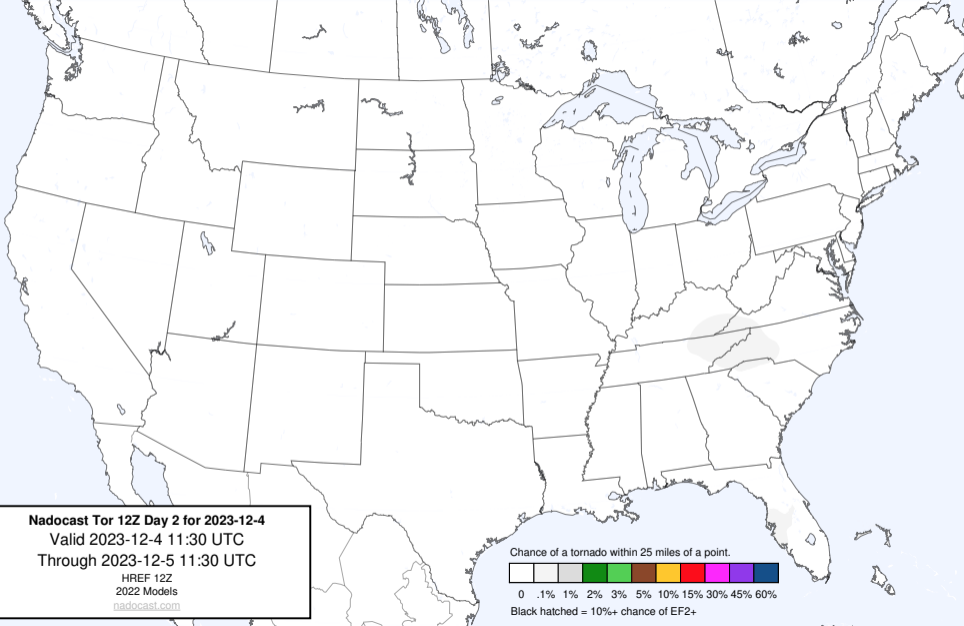 Nadocast Tor 12Z Day 2 for 2023-12-4
Valid 2023-12-4 11:30 UTC
Through 2023-12-5 11:30 UTC
HREF 12Z
2022 Models
nadocast.com
Chance of a tornado within 25 miles of a point.
0 .1% 1% 2% 3% 5% 10% 15% 30% 45% 60%
Black hatched = 10%+ chance of EF2+